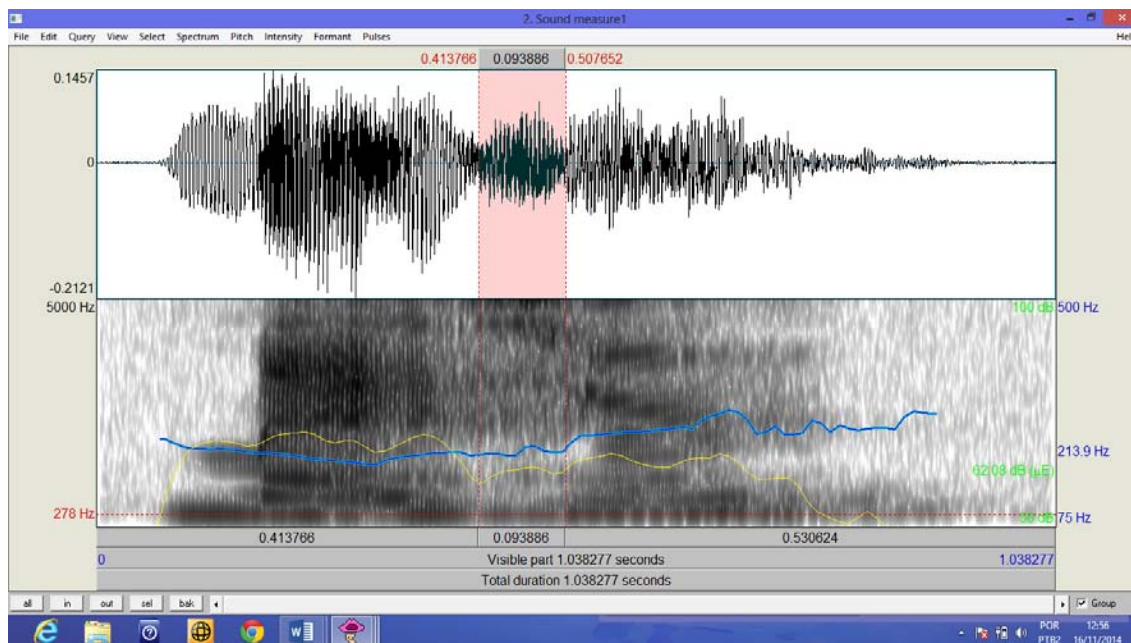 2. Sound measure1
File Edit Query View Select Spectrum Pitch Intensity Formant Pulses Hel
0.413766 0.093886 0.507652
0.1457
0
-0.2121
5000 Hz 100 dB 500 Hz
213.9 Hz
62.08 dB (µE)
278 Hz 50 dB 75 Hz
0.413766 0.093886 0.530624
0 Visible part 1.038277 seconds 1.038277
Total duration 1.038277 seconds
all in out sel bak Group
POR 12:56
PTB2 16/11/2014